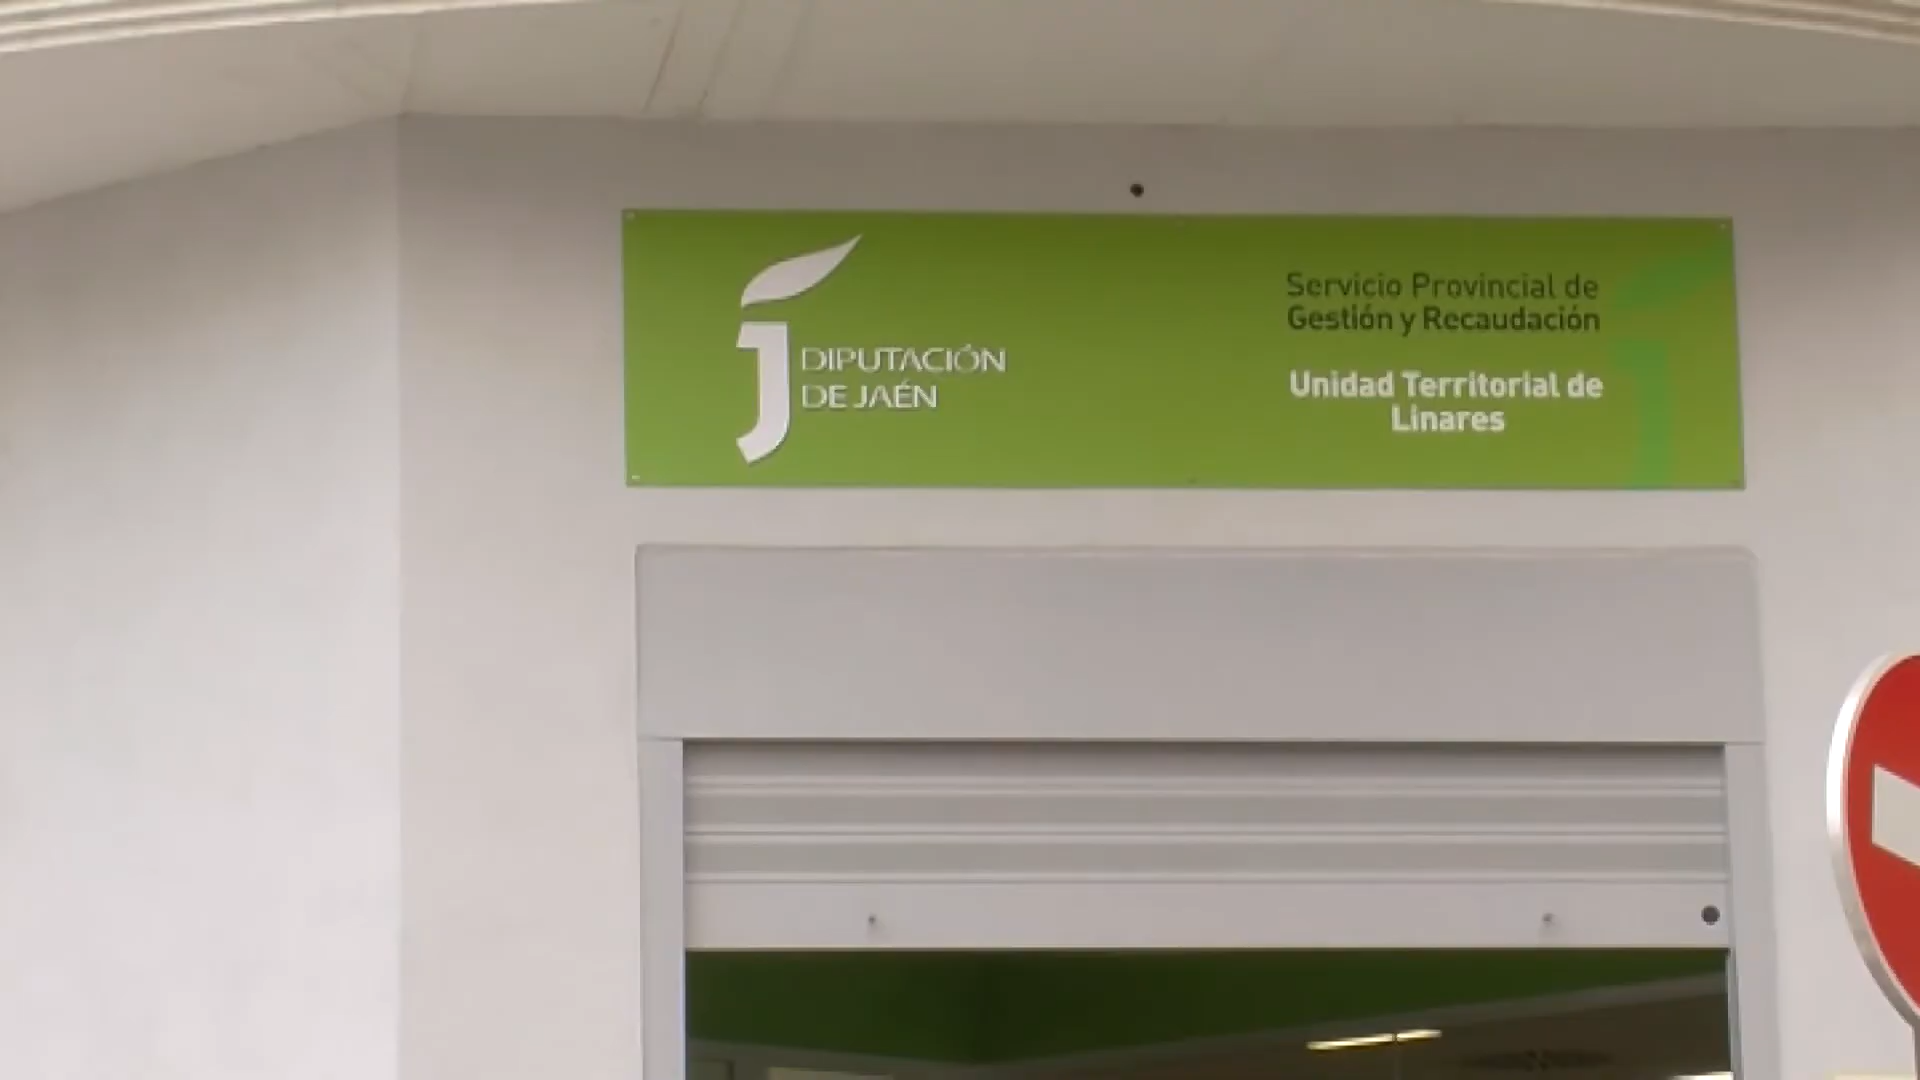 DIPUTACIÓN
DE JAÉN
Servicio Provincial de
Gestión y Recaudación
Unidad Territorial de
Linares